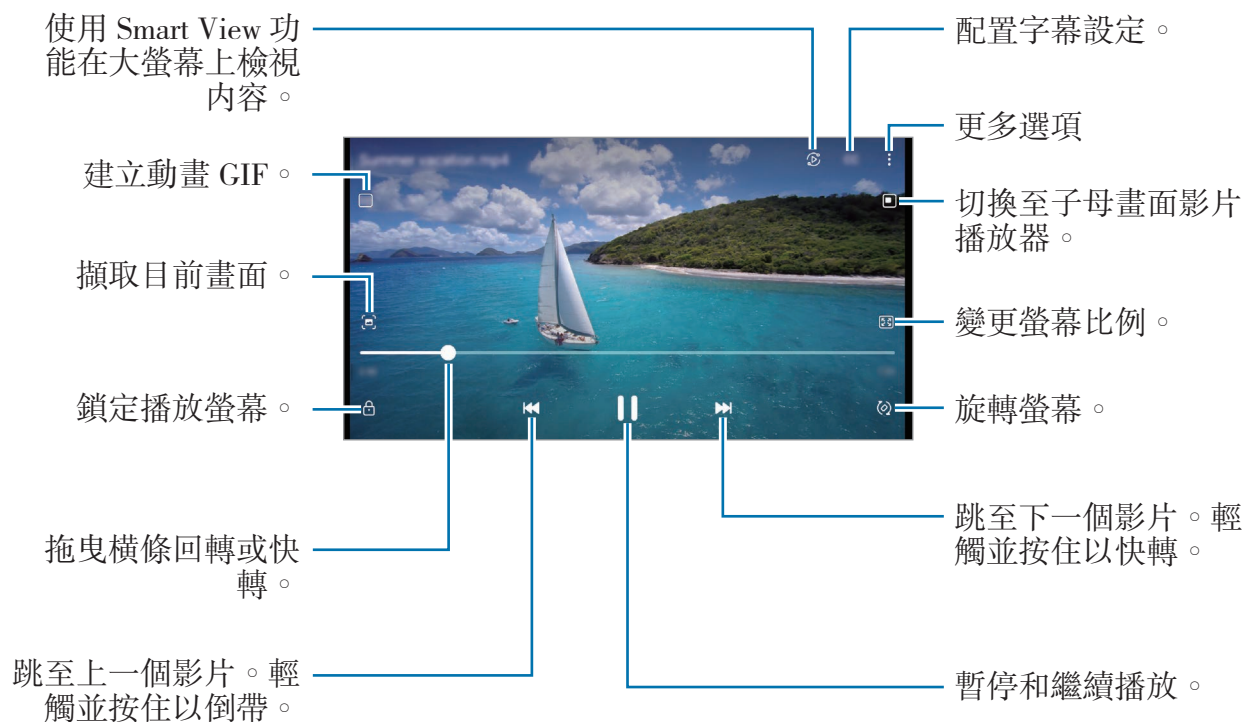 使用 Smart View 功
能在大螢幕上檢視
內容。
配置字幕設定。
更多選項
建立動畫 GIF。
切換至子母畫面影片
播放器。
擷取目前畫面。
變更螢幕比例。
鎖定播放螢幕。
旋轉螢幕。
跳至下一個影片。輕
觸並按住以快轉。
拖曳橫條回轉或快
轉。
跳至上一個影片。輕
觸並按住以倒帶。
暫停和繼續播放。